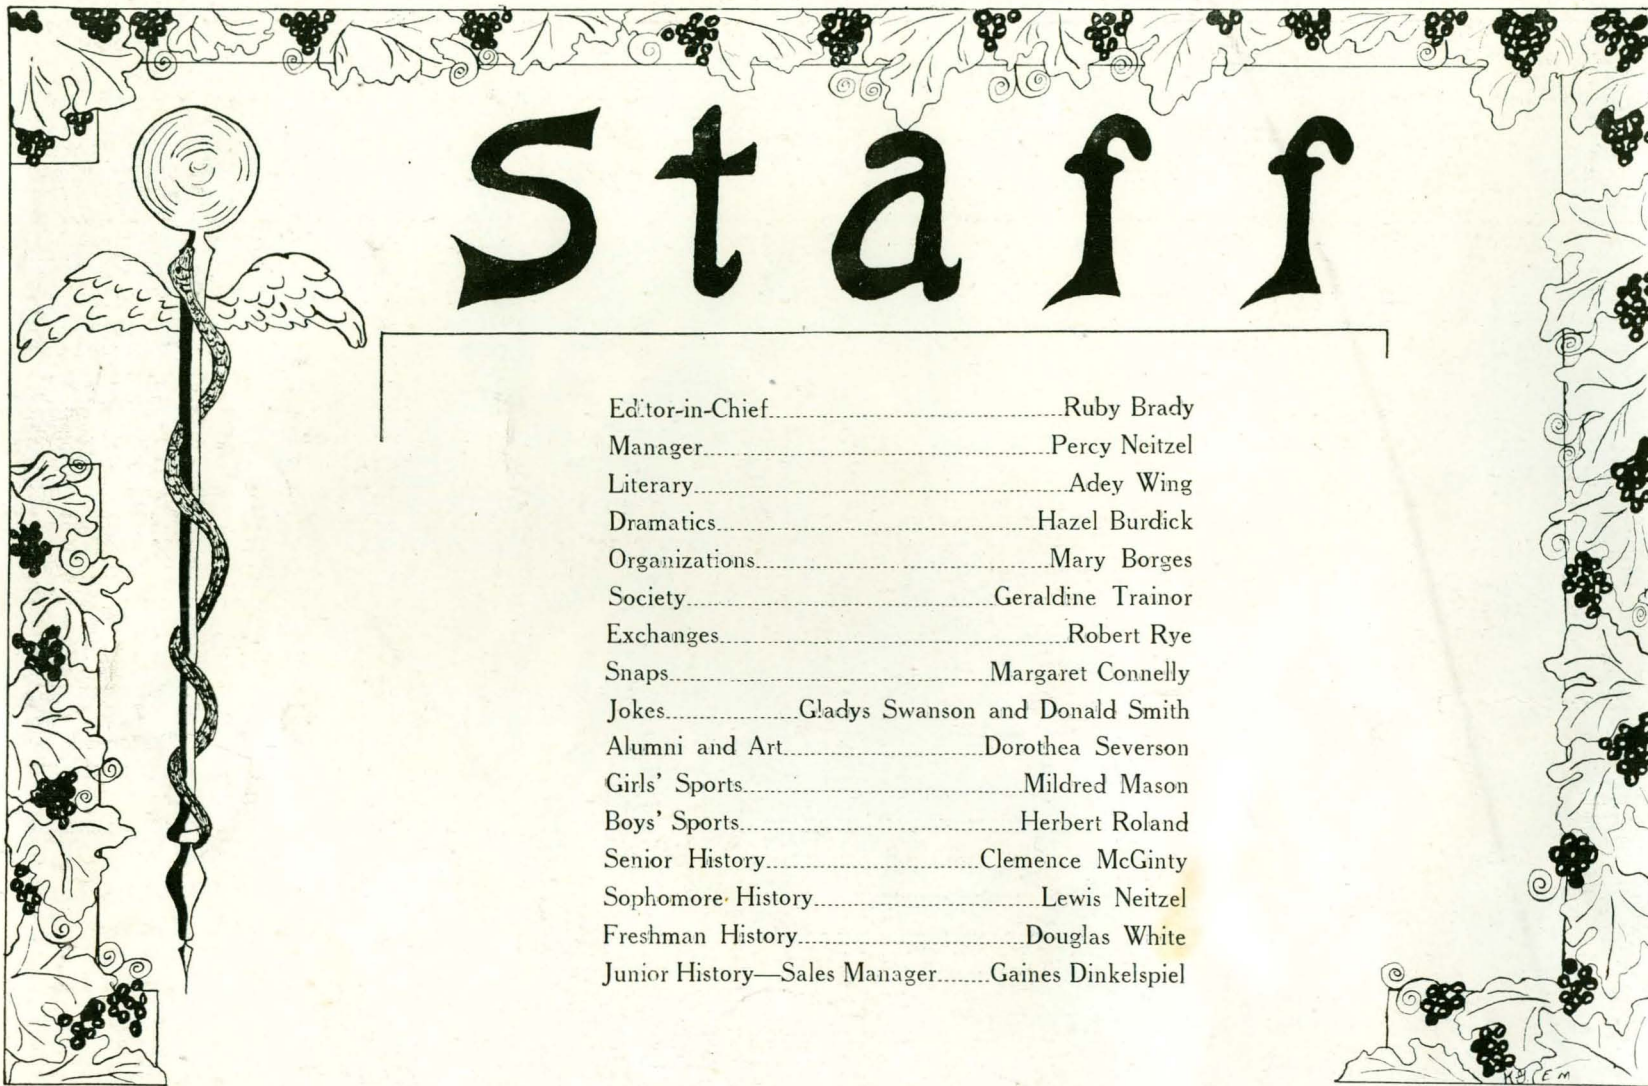 Staff
Editor-in-Chief Ruby Brady
Manager Percy Neitzel
Literary Adey Wing
Dramatics Hazel Burdick
Organizations Mary Borges
Society Geraldine Trainor
Exchanges Robert Rye
Snaps Margaret Connelly
Jokes Gladys Swanson and Donald Smith
Alumni and Art Dorothea Severson
Girls' Sports Mildred Mason
Boys' Sports Herbert Roland
Senior History Clemence McGinty
Sophomore History Lewis Neitzel
Freshman History Douglas White
Junior History—Sales Manager Gaines Dinkelspiel